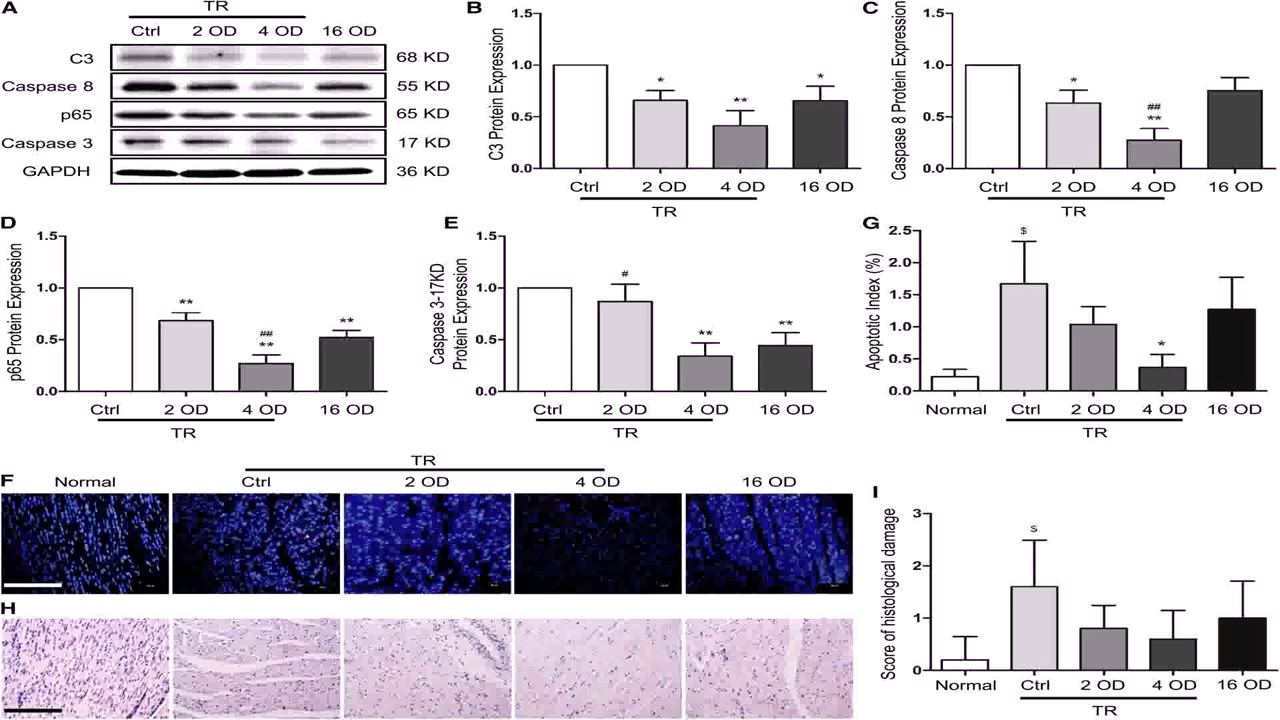 A
TR
Ctrl 2 OD 4 OD 16 OD
C3 68 KD
Caspase 8 55 KD
p65 65 KD
Caspase 3 17 KD
GAPDH 36 KD
B
C3 Protein Expression
1.5
1.0
0.5
0.0
*
**
*
Ctrl 2 OD 4 OD 16 OD
TR
C
Caspase 8 Protein Expression
1.5
1.0
0.5
0.0
*
##
**
Ctrl 2 OD 4 OD 16 OD
TR
D
p65 Protein Expression
1.5
1.0
0.5
0.0
**
##
**
**
Ctrl 2 OD 4 OD 16 OD
TR
E
Caspase 3-17KD
Protein Expression
1.5
1.0
0.5
0.0
#
**
**
Ctrl 2 OD 4 OD 16 OD
TR
G
Apoptotic Index (%)
2.5
2.0
1.5
1.0
0.5
0.0
$
*
Normal Ctrl 2 OD 4 OD 16 OD
TR
F
TR
Normal Ctrl 2 OD 4 OD 16 OD
H
I
Score of histological damage
3
2
1
0
$
Normal Ctrl 2 OD 4 OD 16 OD
TR